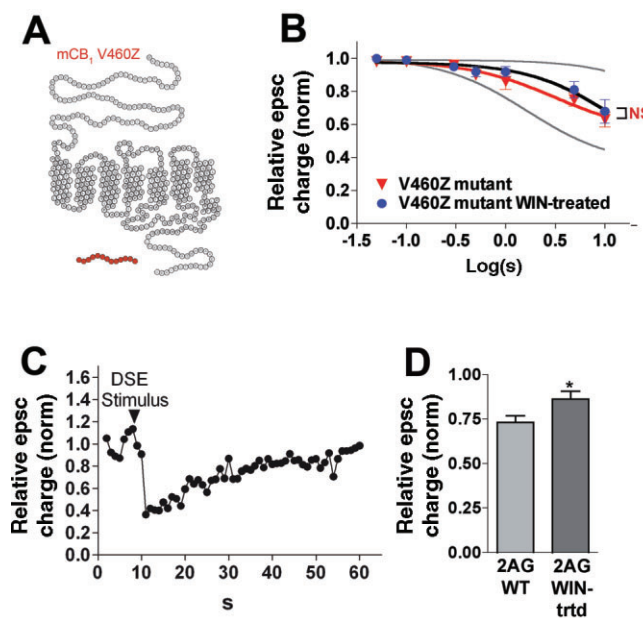 A
mCB1 V460Z
B
Relative epsc
charge (norm)
1.0
0.8
0.6
0.4
0.2
0.0
-1.5 -1.0 -0.5 0.0 0.5 1.0
Log(s)
V460Z mutant
V460Z mutant WIN-treated
NS
C
Relative epsc
charge (norm)
1.6
1.4
1.2
1.0
0.8
0.6
0.4
0.2
0.0
DSE
Stimulus
0 10 20 30 40 50 60
s
D
Relative epsc
charge (norm)
1.00
0.75
0.50
0.25
0.00
*
2AG 2AG
WT WIN-
trtd